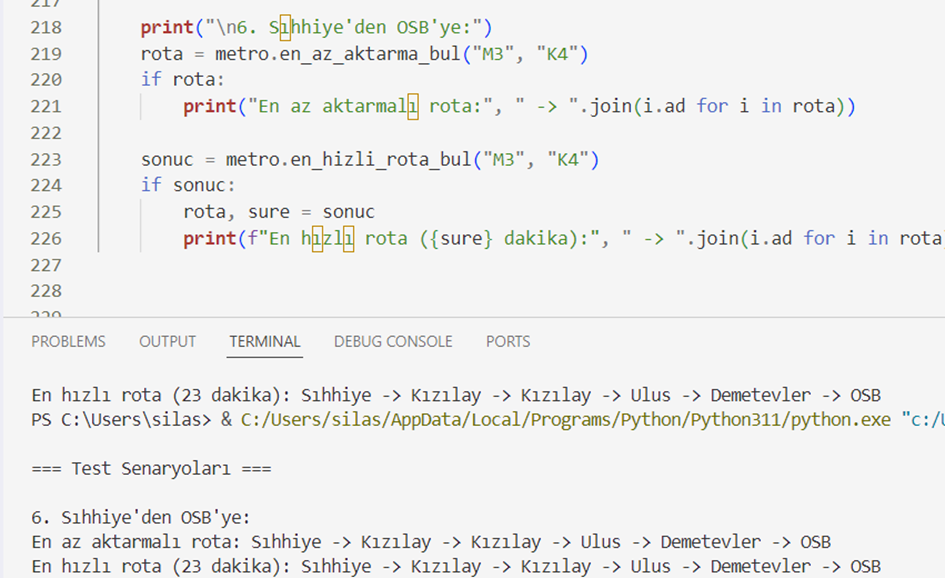 217
218 print("\n6. Sıhhiye'den OSB'ye:")
219 rota = metro.en_az_aktarma_bul("M3", "K4")
220 if rota:
221 print("En az aktarmalı rota:", " -> ".join(i.ad for i in rota))
222
223 sonuc = metro.en_hizli_rota_bul("M3", "K4")
224 if sonuc:
225 rota, sure = sonuc
226 print(f"En hızlı rota ({sure} dakika):", " -> ".join(i.ad for i in rota
227
228
229
PROBLEMS OUTPUT TERMINAL DEBUG CONSOLE PORTS
En hızlı rota (23 dakika): Sıhhiye -> Kızılay -> Kızılay -> Ulus -> Demetevler -> OSB
PS C:\Users\silas> & C:/Users/silas/AppData/Local/Programs/Python/Python311/python.exe "c:/
=== Test Senaryoları ===
6. Sıhhiye'den OSB'ye:
En az aktarmalı rota: Sıhhiye -> Kızılay -> Kızılay -> Ulus -> Demetevler -> OSB
En hızlı rota (23 dakika): Sıhhiye -> Kızılay -> Kızılay -> Ulus -> Demetevler -> OSB